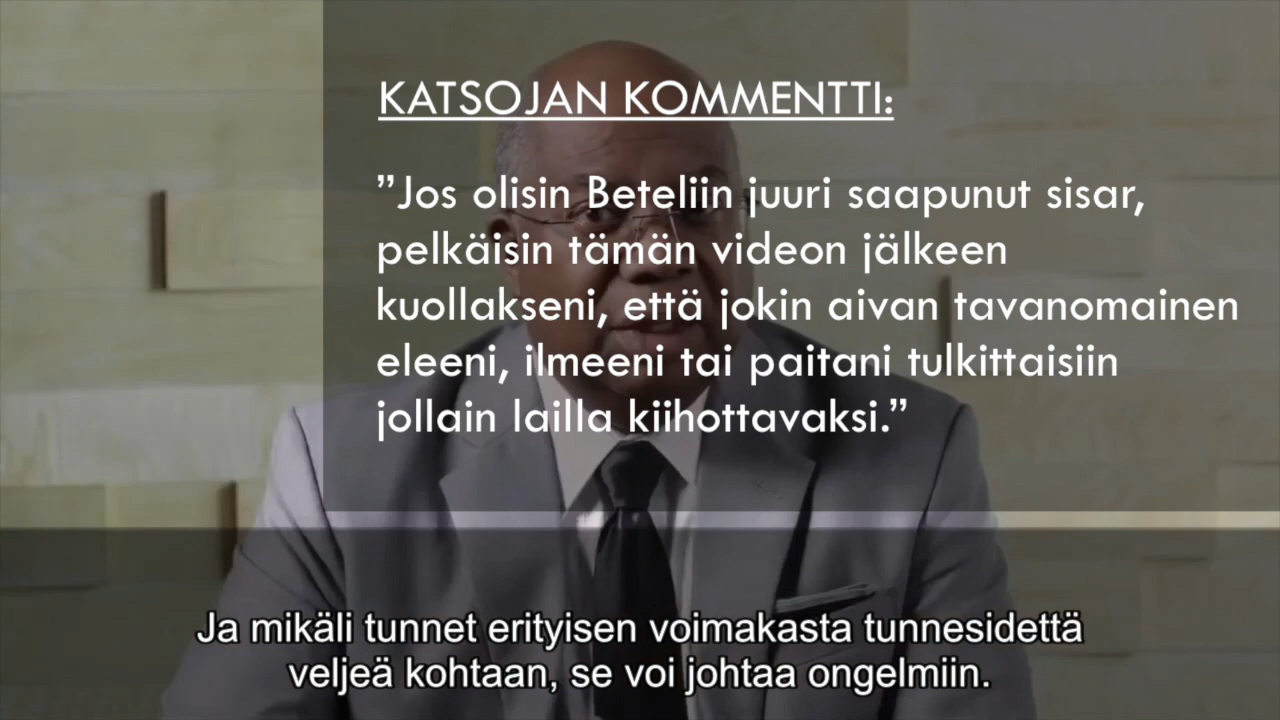 KATSOJAN KOMMENTTI:
”Jos olisin Beteliin juuri saapunut sisar,
pelkäisin tämän videon jälkeen
kuollakseni, että jokin aivan tavanomainen
eleeni, ilmeeni tai paitani tulkittaisiin
jollain lailla kiihottavaksi.”
Ja mikäli tunnet erityisen voimakasta tunnesidettä
veljeä kohtaan, se voi johtaa ongelmiin.